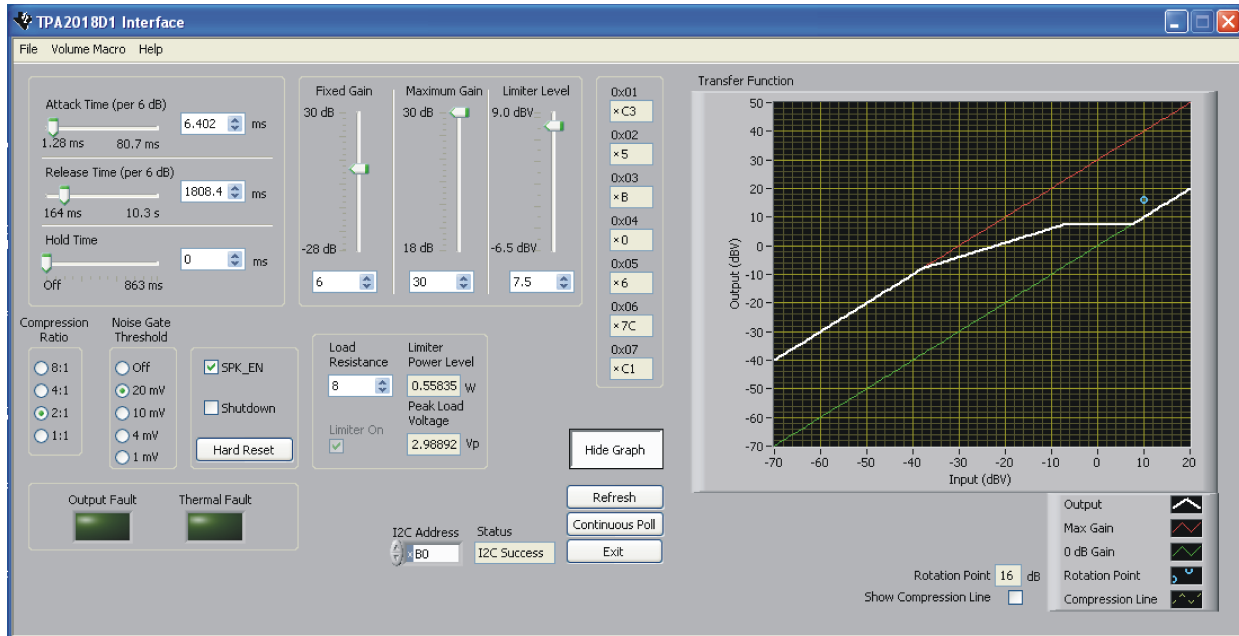 TPA2018D1 Interface
File Volume Macro Help
Attack Time (per 6 dB)
6.402 ms
1.28 ms 80.7 ms
Release Time (per 6 dB)
1808.4 ms
164 ms 10.3 s
Hold Time
0 ms
Off 863 ms
Fixed Gain Maximum Gain Limiter Level
30 dB 30 dB 9.0 dBV
-28 dB 18 dB -6.5 dBV
6 30 7.5
0x01
×C3
0x02
×5
0x03
×B
0x04
×0
0x05
×6
0x06
×7C
0x07
×C1
Compression
Ratio
8:1
4:1
2:1
1:1
Noise Gate
Threshold
Off
20 mV
10 mV
4 mV
1 mV
SPK_EN
Shutdown
Hard Reset
Load
Resistance
8
Limiter On
Limiter
Power Level
0.55835 W
Peak Load
Voltage
2.98892 Vp
Output Fault Thermal Fault
I2C Address Status
×B0 I2C Success
Hide Graph
Refresh
Continuous Poll
Exit
Transfer Function
Output (dBV)
50
40
30
20
10
0
-10
-20
-30
-40
-50
-60
-70
-70 -60 -50 -40 -30 -20 -10 0 10 20
Input (dBV)
Output
Max Gain
0 dB Gain
Rotation Point
Compression Line
Rotation Point 16 dB
Show Compression Line